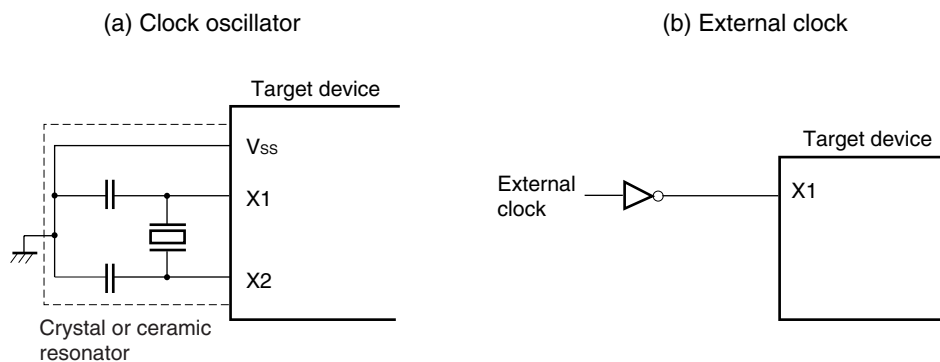 (a) Clock oscillator
Target device
VSS
X1
X2
Crystal or ceramic
resonator
(b) External clock
Target device
External
clock
X1